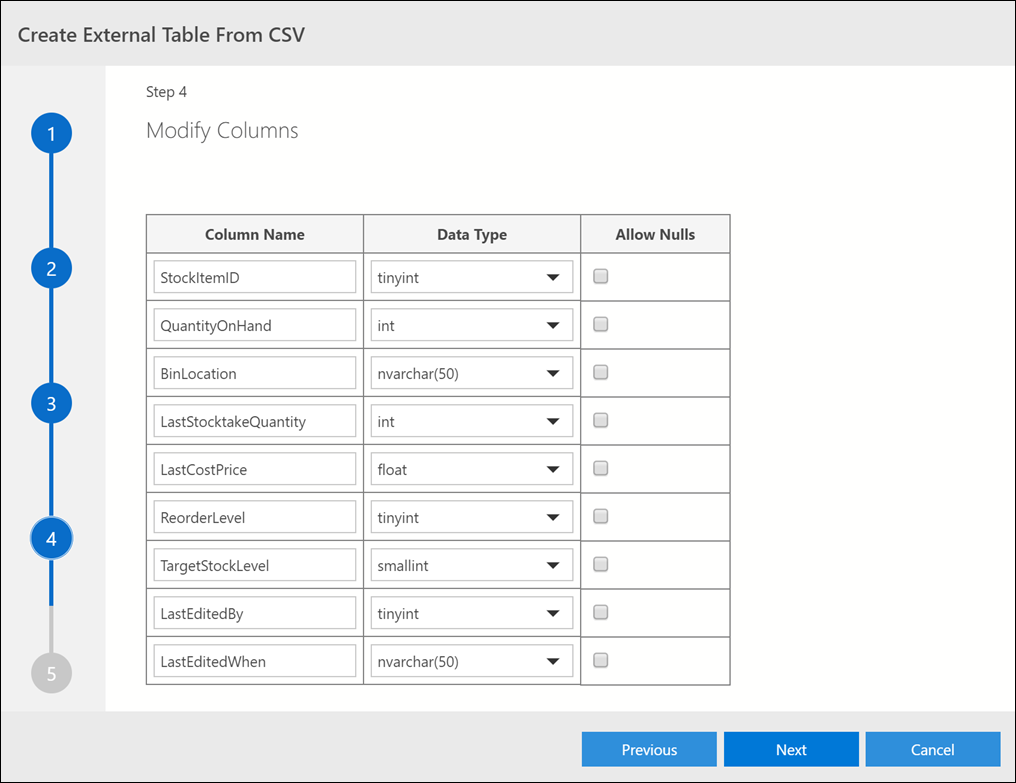 Create External Table From CSV
Step 4
Modify Columns
1
2
3
4
5
Column Name Data Type Allow Nulls
StockItemID tinyint
QuantityOnHand int
BinLocation nvarchar(50)
LastStocktakeQuantity int
LastCostPrice float
ReorderLevel tinyint
TargetStockLevel smallint
LastEditedBy tinyint
LastEditedWhen nvarchar(50)
Previous Next Cancel